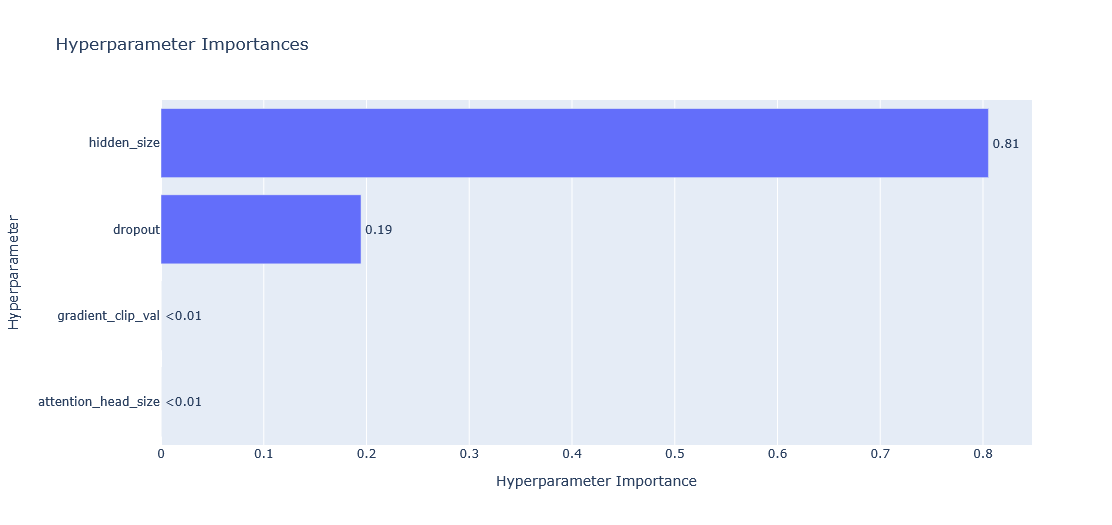 Hyperparameter Importances
hidden_size
0.81
dropout
0.19
gradient_clip_val
<0.01
attention_head_size
<0.01
Hyperparameter
0
0.1
0.2
0.3
0.4
0.5
0.6
0.7
0.8
Hyperparameter Importance